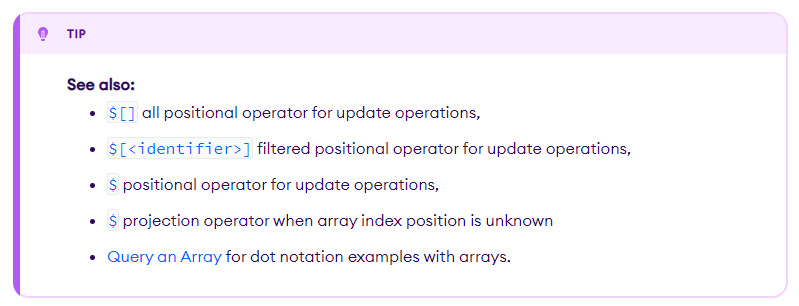 TIP
See also:
• $[] all positional operator for update operations,
• $[<identifier>] filtered positional operator for update operations,
• $ positional operator for update operations,
• $ projection operator when array index position is unknown
• Query an Array for dot notation examples with arrays.